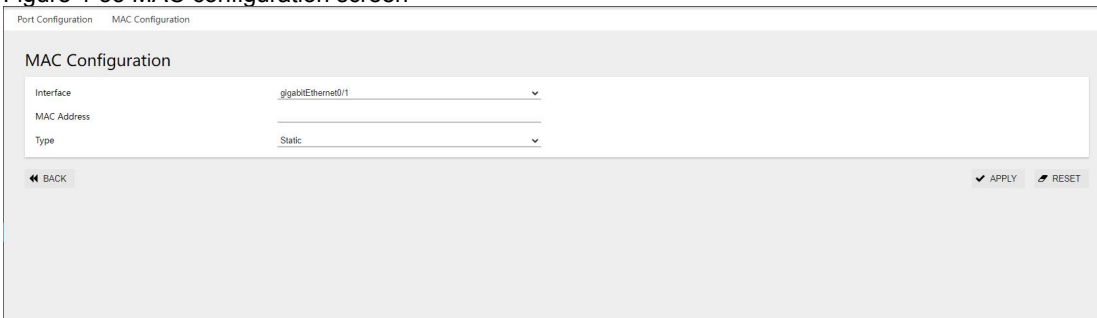 Port Configuration MAC Configuration
MAC Configuration
Interface gigabitEthernet0/1
MAC Address
Type Static
BACK APPLY RESET